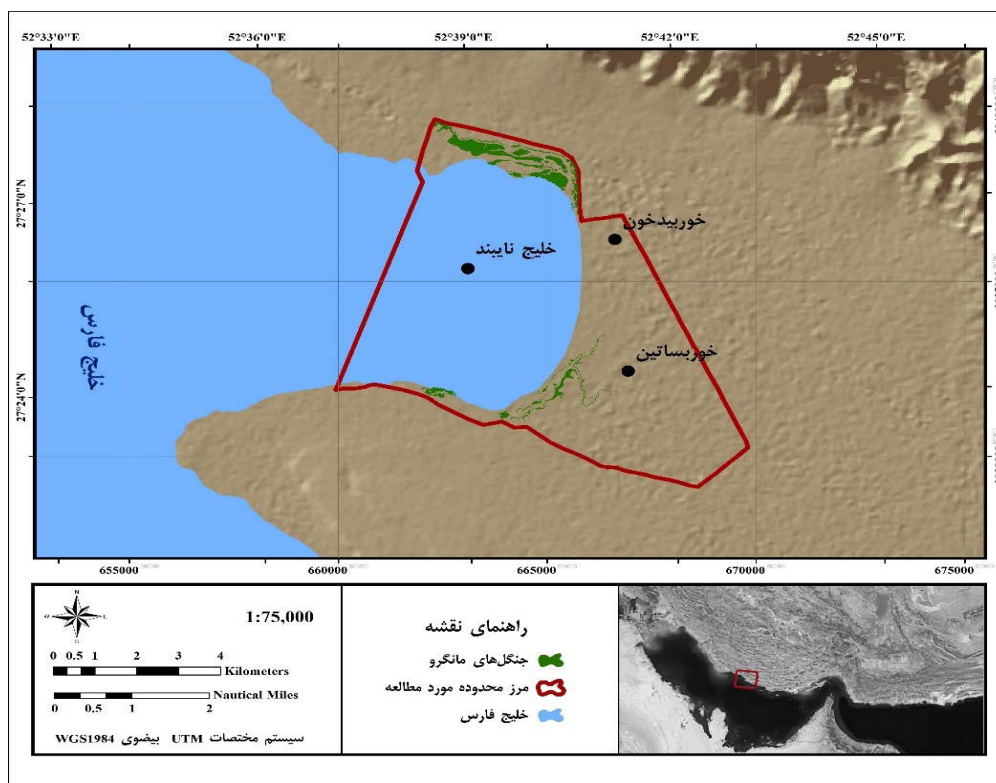 52°33'0"E 52°36'0"E 52°39'0"E 52°42'0"E 52°45'0"E
27°27'0"N
27°24'0"N
خوربیدخون
خلیج نایبند
خلیج فارس
خوربساتین
655000 660000 665000 670000 675000
N
W E
S
1:75,000
0 0.5 1 2 3 4
Kilometers
Nautical Miles
0 0.5 1 2
سیستم مختصات UTM بیضوی WGS1984
راهنمای نقشه
جنگل‌های مانگرو
مرز محدوده مورد مطالعه
خلیج فارس